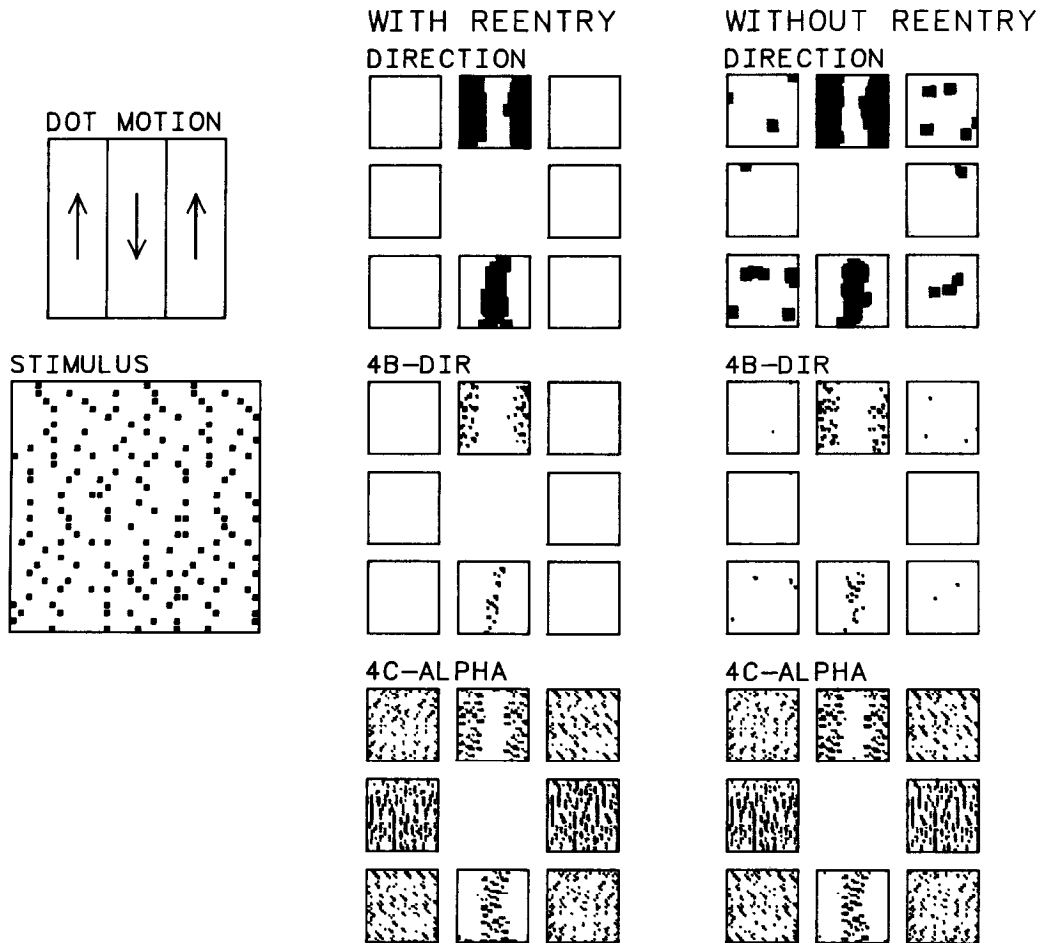 WITH REENTRY
WITHOUT REENTRY
DIRECTION
DIRECTION
DOT MOTION
STIMULUS
4B-DIR
4B-DIR
4C-ALPHA
4C-ALPHA